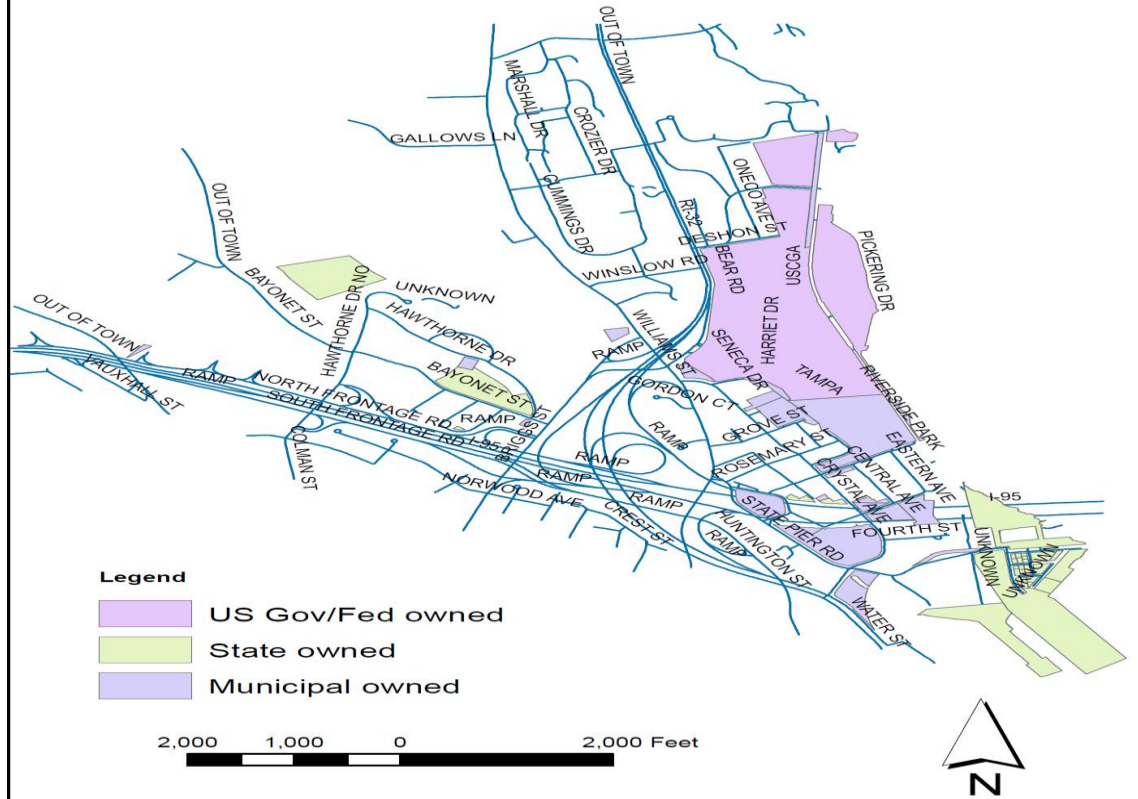 OUT OF TOWN
MARSHALL DR
CROZIER DR
GALLOWS LN
CUMMINGS DR
ONECO AVE
RT-32
DESHON ST
OUT OF TOWN
WINSLOW RD
BEAR RD
USCGA
PICKERING DR
BAYONET ST
HAWTHORNE DR NO
UNKNOWN
HAWTHORNE DR
WILLIAMS ST
HARRIET DR
SENECA DR
OUT OF TOWN
RAMP
TAMPA
RIVERSIDE PARK
VAUXHALL ST
RAMP
NORTH FRONTAGE RD
BAYONET ST
GORDON CT
SOUTH FRONTAGE RD
RAMP
I-95
BRIGGS ST
RAMP
GROVE ST
ROSEMARY ST
EASTERN AVE
COLMAN ST
RAMP
CENTRAL AVE
CRYSTAL AVE
NORWOOD AVE
RAMP
RAMP
I-95
CREST ST
HUNTINGTON ST
STATE PIER RD
FOURTH ST
RAMP
UNKNOWN
UNKNOWN
WATER ST
Legend
US Gov/Fed owned
State owned
Municipal owned
2,000 1,000 0 2,000 Feet
N